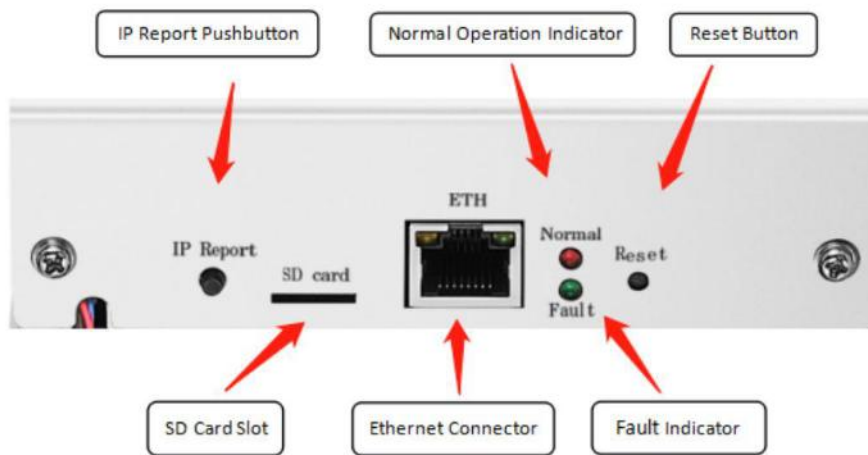 IP Report Pushbutton
Normal Operation Indicator
Reset Button
ETH
IP Report
SD card
Normal
Reset
Fault
SD Card Slot
Ethernet Connector
Fault Indicator